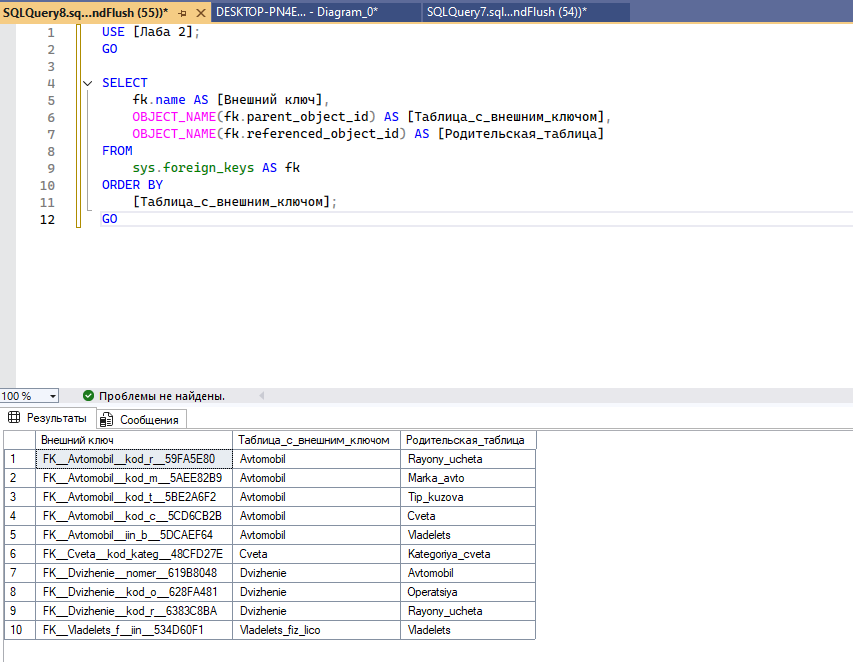 SQLQuery8.sq...ndFlush (55))* DESKTOP-PN4E... - Diagram_0* SQLQuery7.sql...ndFlush (54))*
1 USE [Лаба 2];
2 GO
3
4 SELECT
5 fk.name AS [Внешний ключ],
6 OBJECT_NAME(fk.parent_object_id) AS [Таблица_с_внешним_ключом],
7 OBJECT_NAME(fk.referenced_object_id) AS [Родительская_таблица]
8 FROM
9 sys.foreign_keys AS fk
10 ORDER BY
11 [Таблица_с_внешним_ключом];
12 GO
100 % Проблемы не найдены.
Результаты Сообщения
Внешний ключ Таблица_с_внешним_ключом Родительская_таблица
1 FK__Avtomobil__kod_r__59FA5E80 Avtomobil Rayony_ucheta
2 FK__Avtomobil__kod_m__5AEE82B9 Avtomobil Marka_avto
3 FK__Avtomobil__kod_t__5BE2A6F2 Avtomobil Tip_kuzova
4 FK__Avtomobil__kod_c__5CD6CB2B Avtomobil Cveta
5 FK__Avtomobil__iin_b__5DCAEF64 Avtomobil Vladelets
6 FK__Cveta__kod_kateg__48CFD27E Cveta Kategoriya_cveta
7 FK__Dvizhenie__nomer__619B8048 Dvizhenie Avtomobil
8 FK__Dvizhenie__kod_o__628FA481 Dvizhenie Operatsiya
9 FK__Dvizhenie__kod_r__6383C8BA Dvizhenie Rayony_ucheta
10 FK__Vladelets_f__iin__534D60F1 Vladelets_fiz_lico Vladelets